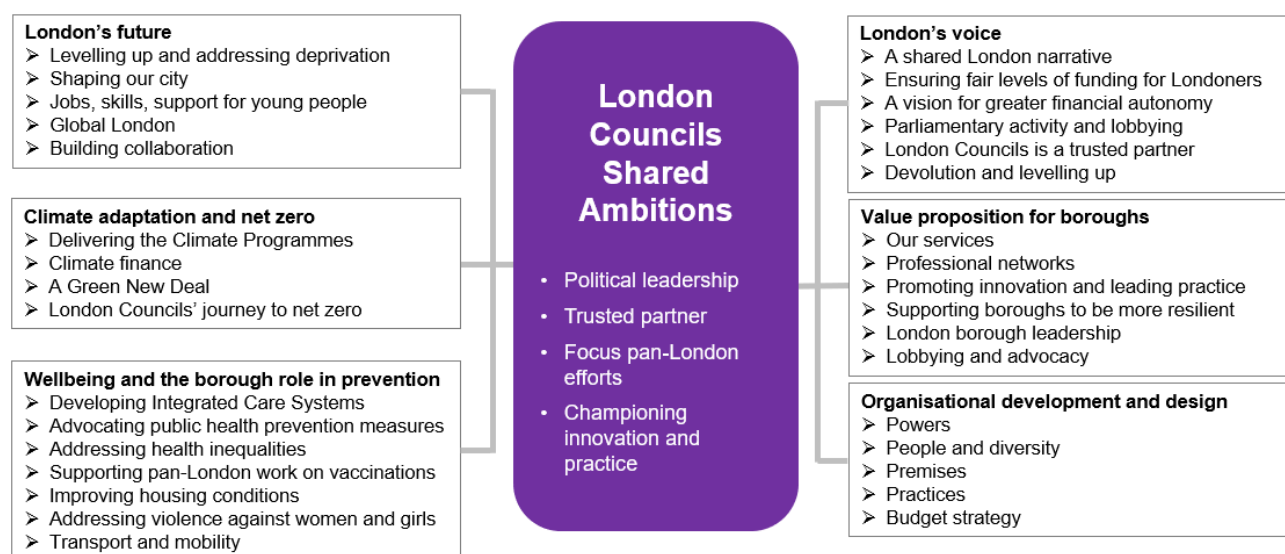 London's future
➢ Levelling up and addressing deprivation
➢ Shaping our city
➢ Jobs, skills, support for young people
➢ Global London
➢ Building collaboration
Climate adaptation and net zero
➢ Delivering the Climate Programmes
➢ Climate finance
➢ A Green New Deal
➢ London Councils' journey to net zero
Wellbeing and the borough role in prevention
➢ Developing Integrated Care Systems
➢ Advocating public health prevention measures
➢ Addressing health inequalities
➢ Supporting pan-London work on vaccinations
➢ Improving housing conditions
➢ Addressing violence against women and girls
➢ Transport and mobility
London
Councils
Shared
Ambitions
• Political leadership
• Trusted partner
• Focus pan-London
efforts
• Championing
innovation and
practice
London's voice
➢ A shared London narrative
➢ Ensuring fair levels of funding for Londoners
➢ A vision for greater financial autonomy
➢ Parliamentary activity and lobbying
➢ London Councils is a trusted partner
➢ Devolution and levelling up
Value proposition for boroughs
➢ Our services
➢ Professional networks
➢ Promoting innovation and leading practice
➢ Supporting boroughs to be more resilient
➢ London borough leadership
➢ Lobbying and advocacy
Organisational development and design
➢ Powers
➢ People and diversity
➢ Premises
➢ Practices
➢ Budget strategy